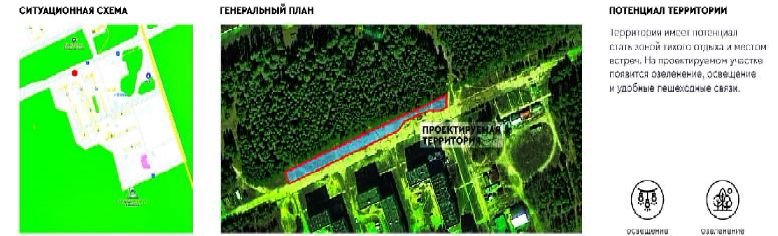 СИТУАЦИОННАЯ СХЕМА
ГЕНЕРАЛЬНЫЙ ПЛАН
ПРОЕКТИРУЕМАЯ
ТЕРРИТОРИЯ
ПОТЕНЦИАЛ ТЕРРИТОРИИ
Территория имеет потенциал
стать зоной тихого отдыха и местом
встреч. На проектируемом участке
появится озеленение, освещение
и удобные пешеходные связи.
освещение
озеленение